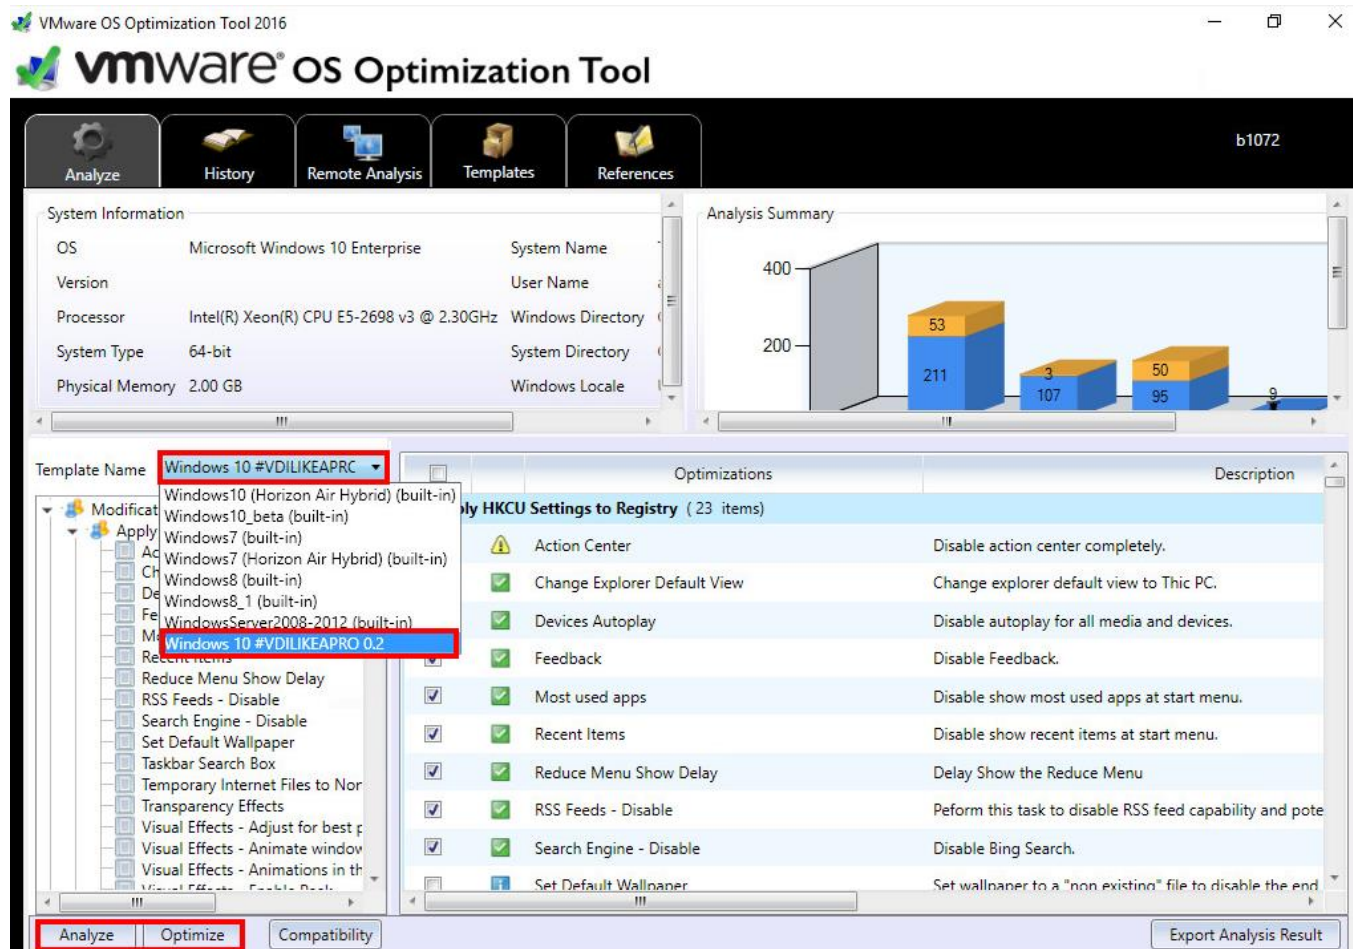 VMware OS Optimization Tool 2016
vmware® OS Optimization Tool
Analyze
History
Remote Analysis
Templates
References
b1072
System Information
OS Microsoft Windows 10 Enterprise System Name
Version User Name
Processor Intel(R) Xeon(R) CPU E5-2698 v3 @ 2.30GHz Windows Directory
System Type 64-bit System Directory
Physical Memory 2.00 GB Windows Locale
Analysis Summary
400
200
53
211
3
107
50
95
9
Template Name Windows 10 #VDILIKEAPRC
Windows10 (Horizon Air Hybrid) (built-in)
Windows10_beta (built-in)
Windows7 (built-in)
Windows7 (Horizon Air Hybrid) (built-in)
Windows8 (built-in)
Windows8_1 (built-in)
WindowsServer2008-2012 (built-in)
Windows 10 #VDILIKEAPRO 0.2
Modificat
Apply
Ac
Ch
De
Fe
Recent Items
Reduce Menu Show Delay
RSS Feeds - Disable
Search Engine - Disable
Set Default Wallpaper
Taskbar Search Box
Temporary Internet Files to Nor
Transparency Effects
Visual Effects - Adjust for best p
Visual Effects - Animate window
Visual Effects - Animations in th
Optimizations Description
ply HKCU Settings to Registry ( 23 items)
Action Center Disable action center completely.
Change Explorer Default View Change explorer default view to Thic PC.
Devices Autoplay Disable autoplay for all media and devices.
Feedback Disable Feedback.
Most used apps Disable show most used apps at start menu.
Recent Items Disable show recent items at start menu.
Reduce Menu Show Delay Delay Show the Reduce Menu
RSS Feeds - Disable Peform this task to disable RSS feed capability and pote
Search Engine - Disable Disable Bing Search.
Set Default Wallpaper Set wallpaper to a "non existing" file to disable the end
Analyze
Optimize
Compatibility
Export Analysis Result